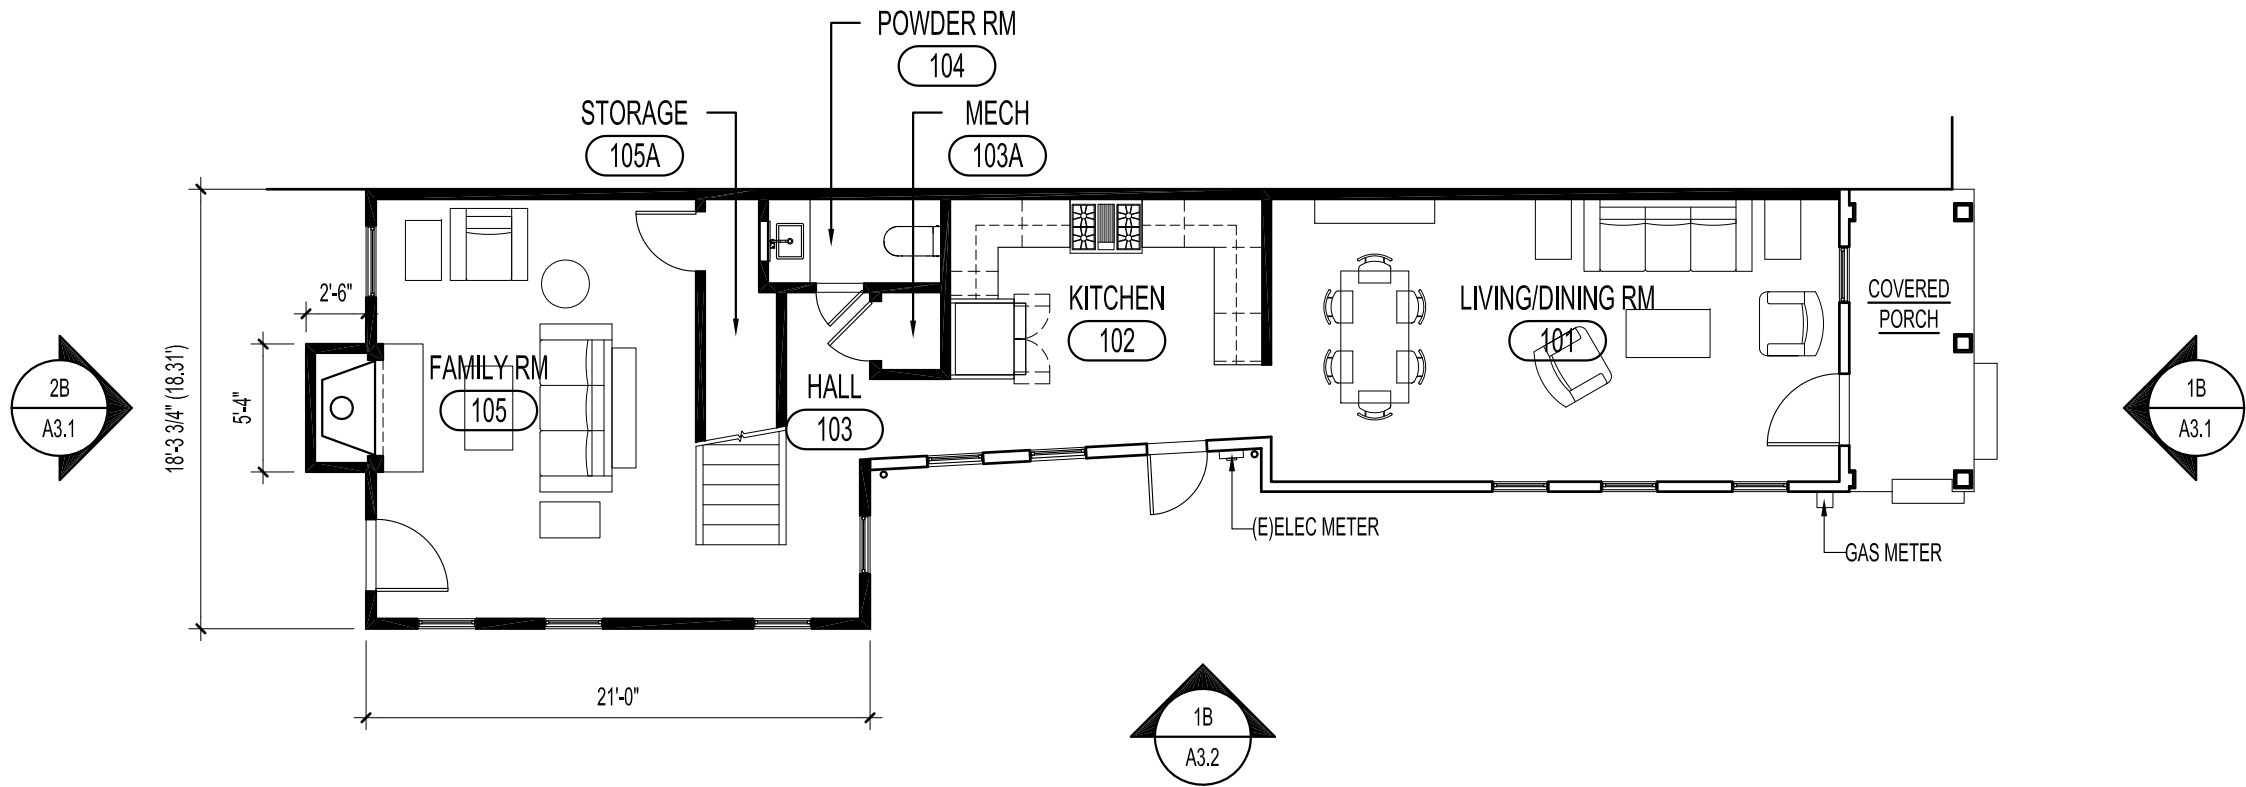 POWDER RM
104
STORAGE
105A
MECH
103A
2'-6"
18'-3 3/4" (18.31')
5'-4"
2B
A3.1
FAMILY RM
105
HALL
103
KITCHEN
102
LIVING/DINING RM
101
COVERED
PORCH
1B
A3.1
(E)ELEC METER
GAS METER
21'-0"
1B
A3.2